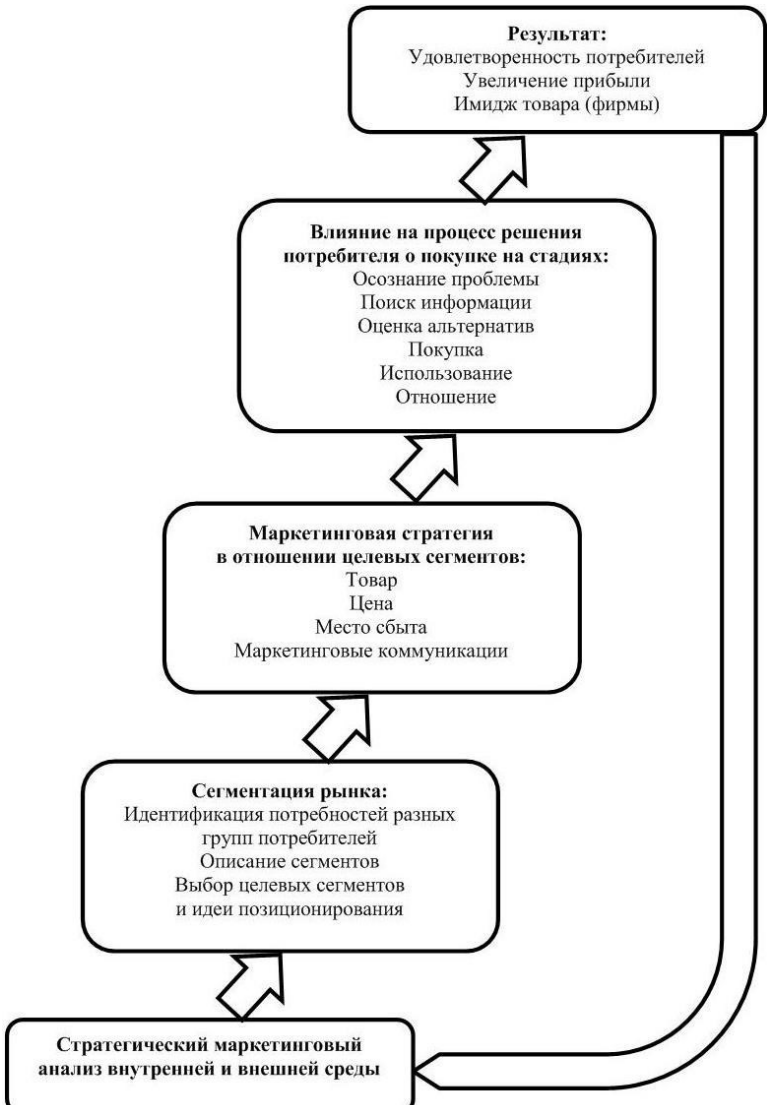 Результат:
Удовлетворенность потребителей
Увеличение прибыли
Имидж товара (фирмы)
Влияние на процесс решения
потребителя о покупке на стадиях:
Осознание проблемы
Поиск информации
Оценка альтернатив
Покупка
Использование
Отношение
Маркетинговая стратегия
в отношении целевых сегментов:
Товар
Цена
Место сбыта
Маркетинговые коммуникации
Сегментация рынка:
Идентификация потребностей разных
групп потребителей
Описание сегментов
Выбор целевых сегментов
и идеи позиционирования
Стратегический маркетинговый
анализ внутренней и внешней среды